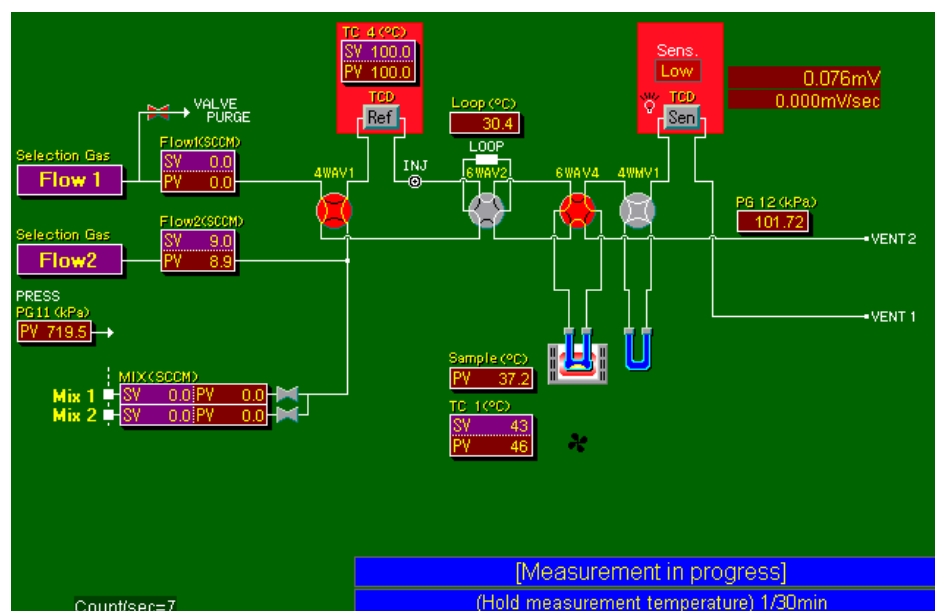 TC 4 (°C)
SV 100.0
PV 100.0
TCD
Ref
Sens.
Low
TCD
Sen
0.076mV
0.000mV/sec
VALVE
PURGE
Loop (°C)
30.4
LOOP
Selection Gas
Flow 1
Flow1(SCCM)
SV 0.0
PV 0.0
4WAV1
INJ
6WAV2
6WAV4
4WMV1
PG 12 (kPa)
101.72
Selection Gas
Flow2
Flow2(SCCM)
SV 9.0
PV 8.9
VENT 2
PRESS
PG11 (kPa)
PV 719.5
VENT 1
MIX(SCCM)
Mix 1 SV 0.0 PV 0.0
Mix 2 SV 0.0 PV 0.0
Sample (°C)
PV 37.2
TC 1 (°C)
SV 43
PV 46
[Measurement in progress]
Count/sec=7
(Hold measurement temperature) 1/30min